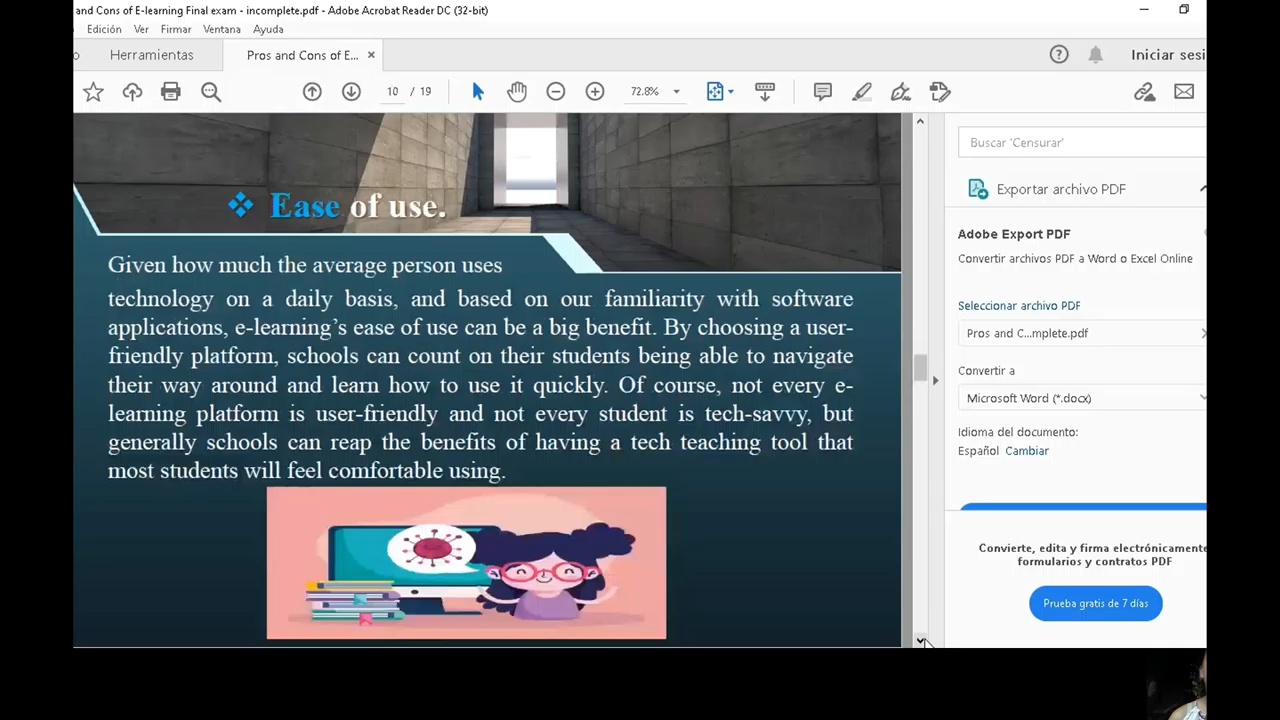 and Cons of E-learning Final exam - incomplete.pdf - Adobe Acrobat Reader DC (32-bit)
Edición Ver Firmar Ventana Ayuda
o Herramientas Pros and Cons of E... × Iniciar sesi
10 / 19 72.8%
Ease of use.
Given how much the average person uses
technology on a daily basis, and based on our familiarity with software
applications, e-learning’s ease of use can be a big benefit. By choosing a user-
friendly platform, schools can count on their students being able to navigate
their way around and learn how to use it quickly. Of course, not every e-
learning platform is user-friendly and not every student is tech-savvy, but
generally schools can reap the benefits of having a tech teaching tool that
most students will feel comfortable using.
Buscar 'Censurar'
Exportar archivo PDF
Adobe Export PDF
Convertir archivos PDF a Word o Excel Online
Seleccionar archivo PDF
Pros and C...mplete.pdf
Convertir a
Microsoft Word (*.docx)
Idioma del documento:
Español Cambiar
Convierte, edita y firma electrónicamente
formularios y contratos PDF
Prueba gratis de 7 días